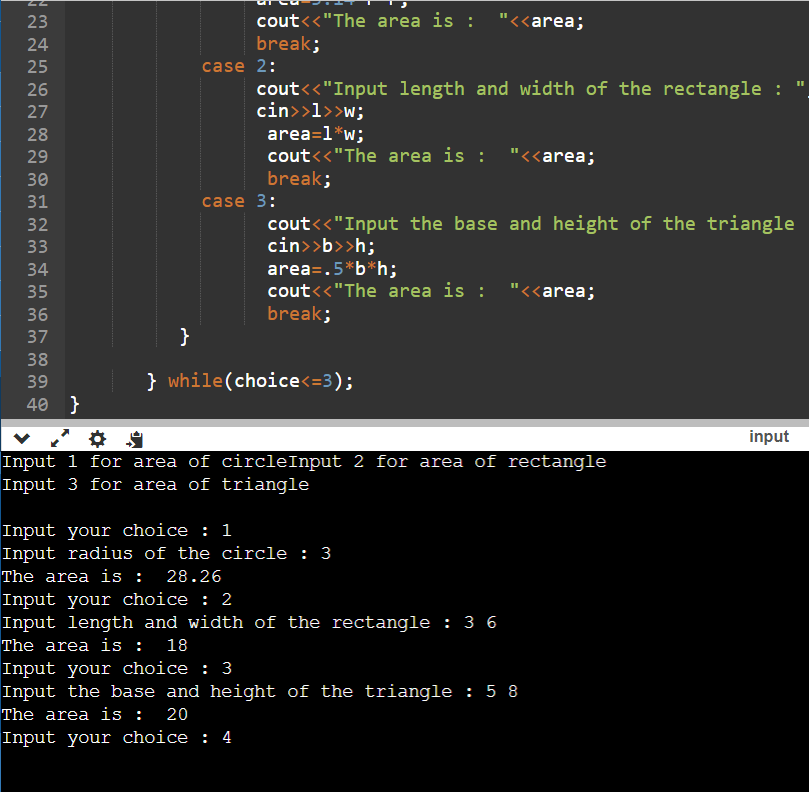 23 cout<<"The area is :  "<<area;
24 break;
25 case 2:
26 cout<<"Input length and width of the rectangle : "
27 cin>>l>>w;
28 area=l*w;
29 cout<<"The area is :  "<<area;
30 break;
31 case 3:
32 cout<<"Input the base and height of the triangle
33 cin>>b>>h;
34 area=.5*b*h;
35 cout<<"The area is :  "<<area;
36 break;
37 }
38
39 } while(choice<=3);
40 }
input
Input 1 for area of circleInput 2 for area of rectangle
Input 3 for area of triangle
Input your choice : 1
Input radius of the circle : 3
The area is :  28.26
Input your choice : 2
Input length and width of the rectangle : 3 6
The area is :  18
Input your choice : 3
Input the base and height of the triangle : 5 8
The area is :  20
Input your choice : 4